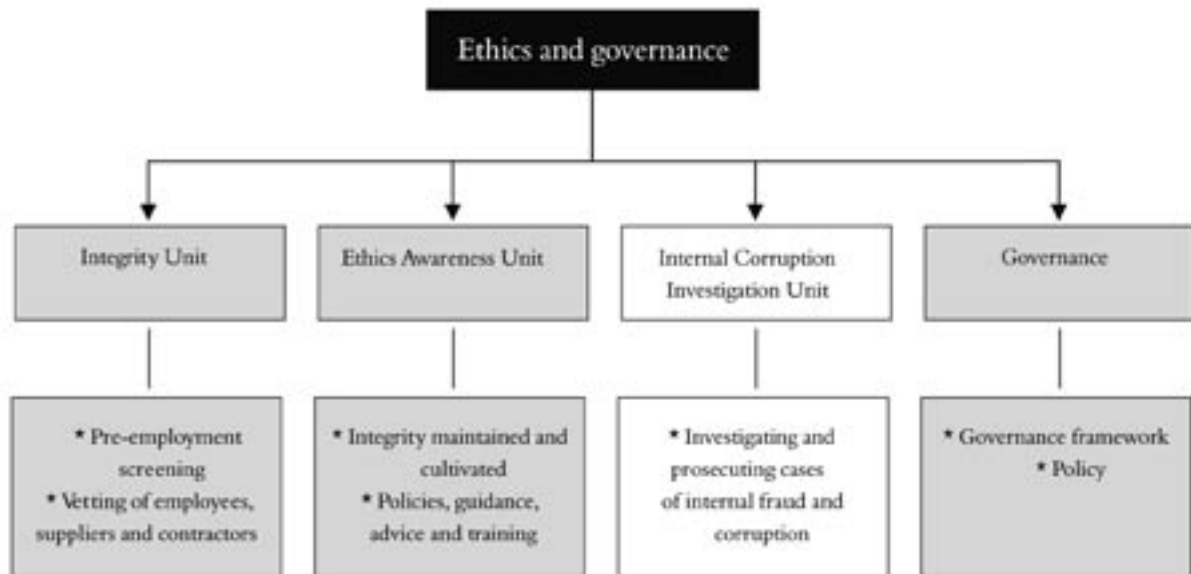 Ethics and governance
Integrity Unit
Ethics Awareness Unit
Internal Corruption
Investigation Unit
Governance
* Pre-employment
screening
* Vetting of employees,
suppliers and contractors
* Integrity maintained and
cultivated
* Policies, guidance,
advice and training
* Investigating and
prosecuting cases
of internal fraud and
corruption
* Governance framework
* Policy